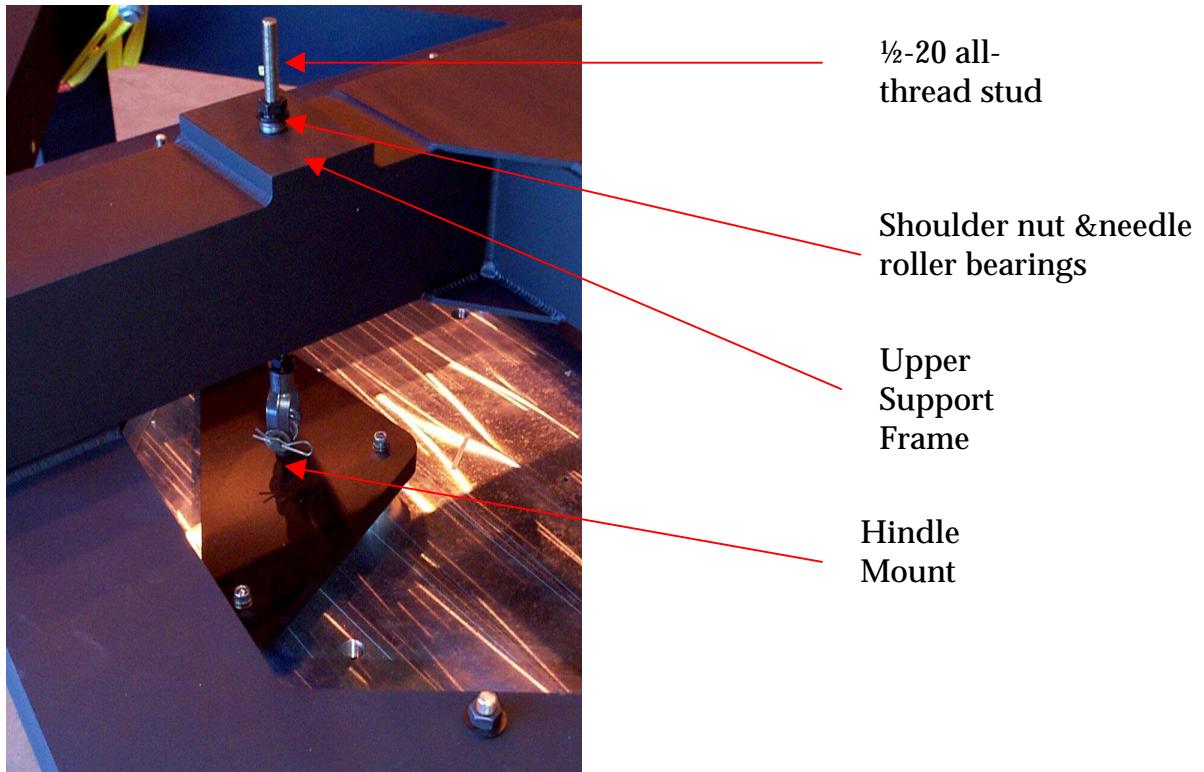 ½-20 all-
thread stud
Shoulder nut &needle
roller bearings
Upper
Support
Frame
Hindle
Mount